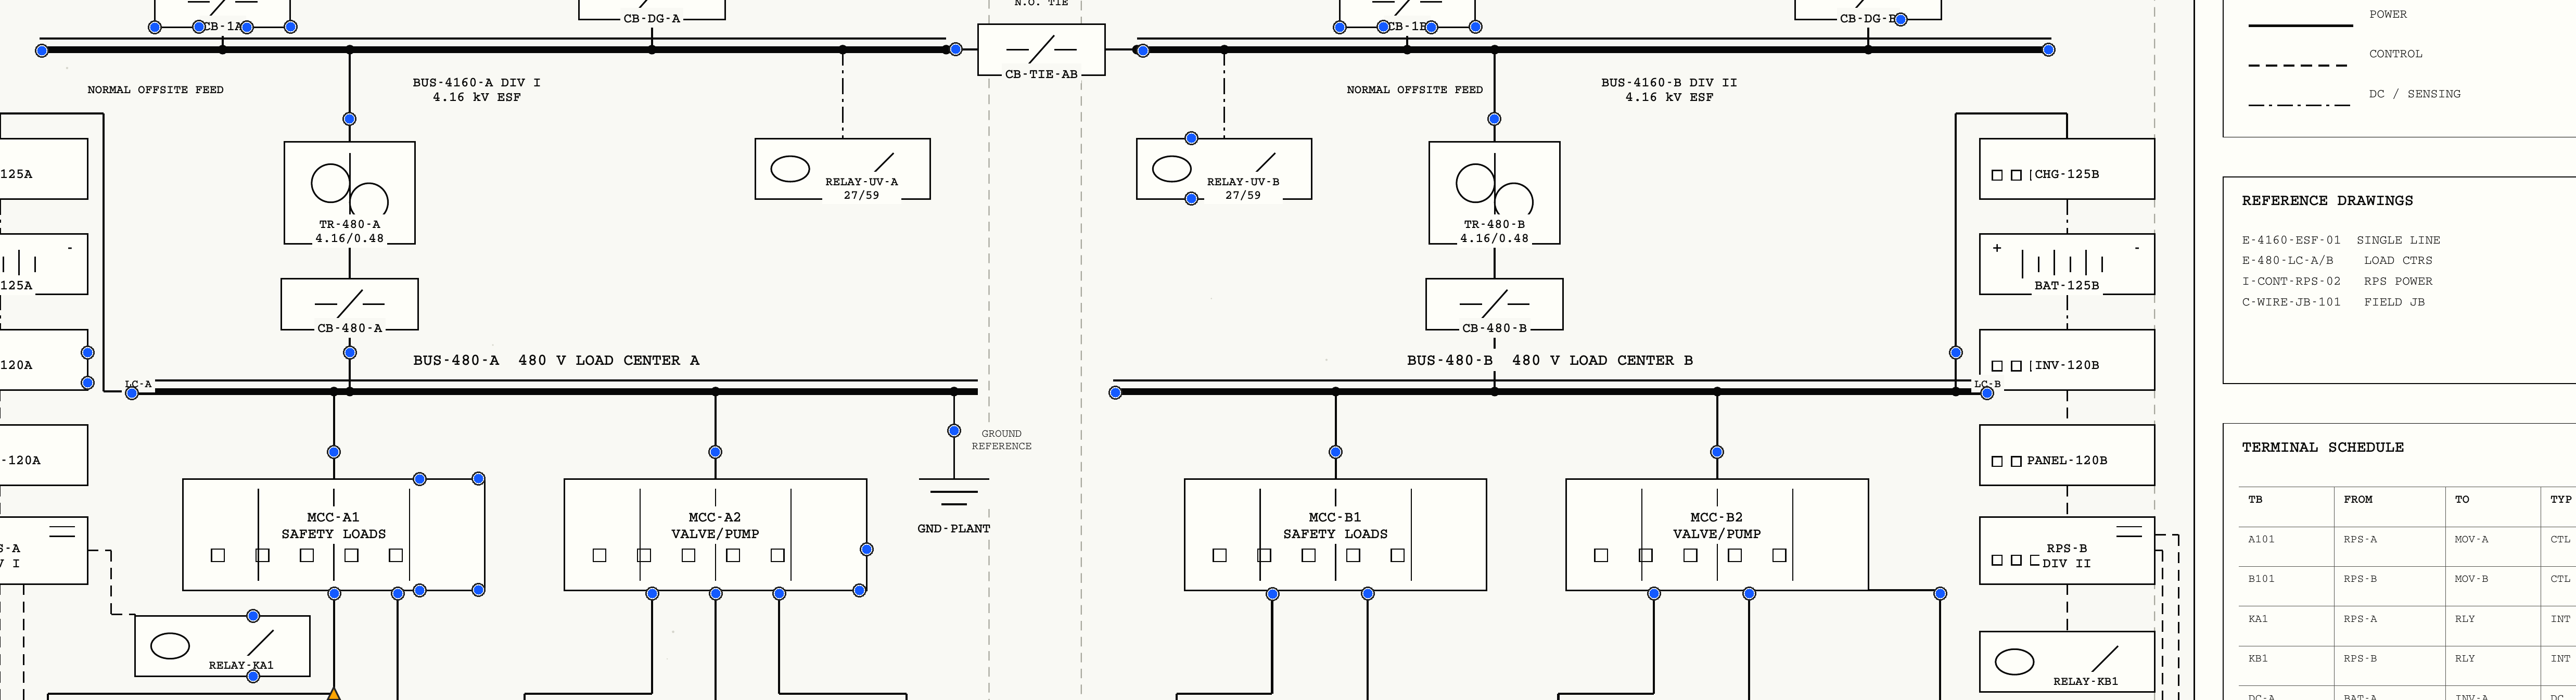 N.O. TIE
CB-1A
CB-DG-A
CB-TIE-AB
CB-DG-B
NORMAL OFFSITE FEED
BUS-4160-A DIV I
4.16 kV ESF
NORMAL OFFSITE FEED
BUS-4160-B DIV II
4.16 kV ESF
125A
TR-480-A
4.16/0.48
RELAY-UV-A
27/59
RELAY-UV-B
27/59
TR-480-B
4.16/0.48
CHG-125B
-
125A
+ -
BAT-125B
CB-480-A
CB-480-B
120A
BUS-480-A 480 V LOAD CENTER A
BUS-480-B 480 V LOAD CENTER B
INV-120B
LC-A
LC-B
GROUND
REFERENCE
-120A
PANEL-120B
MCC-A1
SAFETY LOADS
MCC-A2
VALVE/PUMP
GND-PLANT
MCC-B1
SAFETY LOADS
MCC-B2
VALVE/PUMP
S-A
V I
RPS-B
DIV II
RELAY-KA1
RELAY-KB1
POWER
CONTROL
DC / SENSING
REFERENCE DRAWINGS
E-4160-ESF-01 SINGLE LINE
E-480-LC-A/B LOAD CTRS
I-CONT-RPS-02 RPS POWER
C-WIRE-JB-101 FIELD JB
TERMINAL SCHEDULE
TB FROM TO TYP
A101 RPS-A MOV-A CTL
B101 RPS-B MOV-B CTL
KA1 RPS-A RLY INT
KB1 RPS-B RLY INT
DC-A BAT-A INV-A DC